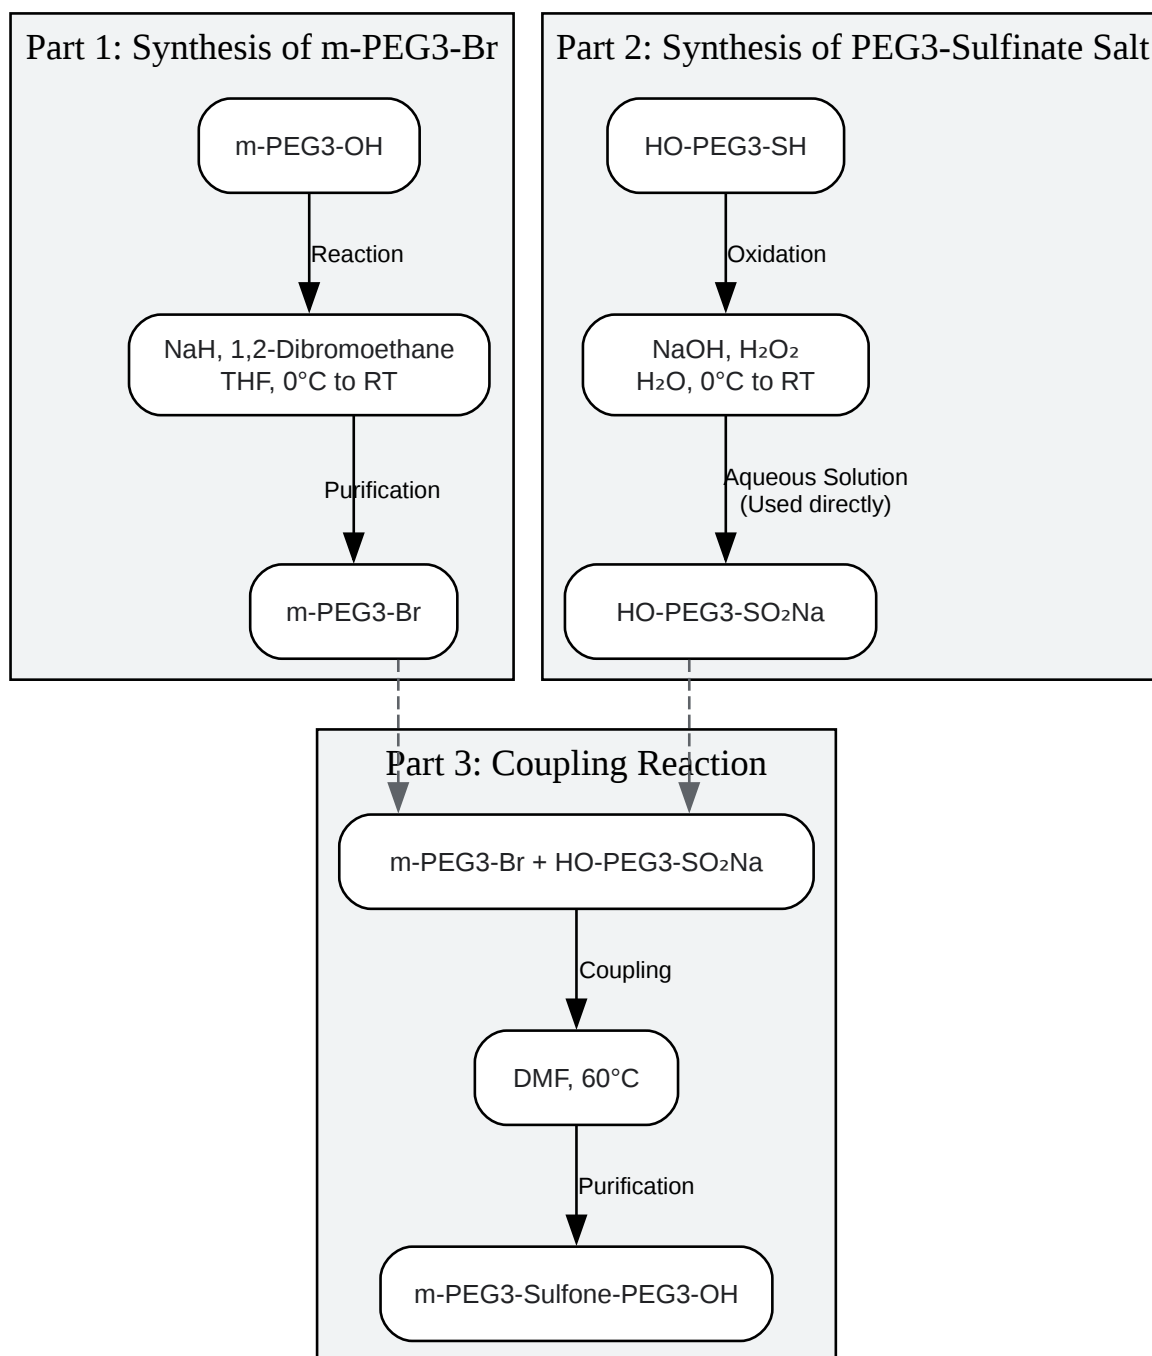 Part 1: Synthesis of m-PEG3-Br
m-PEG3-OH
Reaction
NaH, 1,2-Dibromoethane
THF, 0°C to RT
Purification
m-PEG3-Br
Part 2: Synthesis of PEG3-Sulfinate Salt
HO-PEG3-SH
Oxidation
NaOH, H₂O₂
H₂O, 0°C to RT
Aqueous Solution
(Used directly)
HO-PEG3-SO₂Na
Part 3: Coupling Reaction
m-PEG3-Br + HO-PEG3-SO₂Na
Coupling
DMF, 60°C
Purification
m-PEG3-Sulfone-PEG3-OH